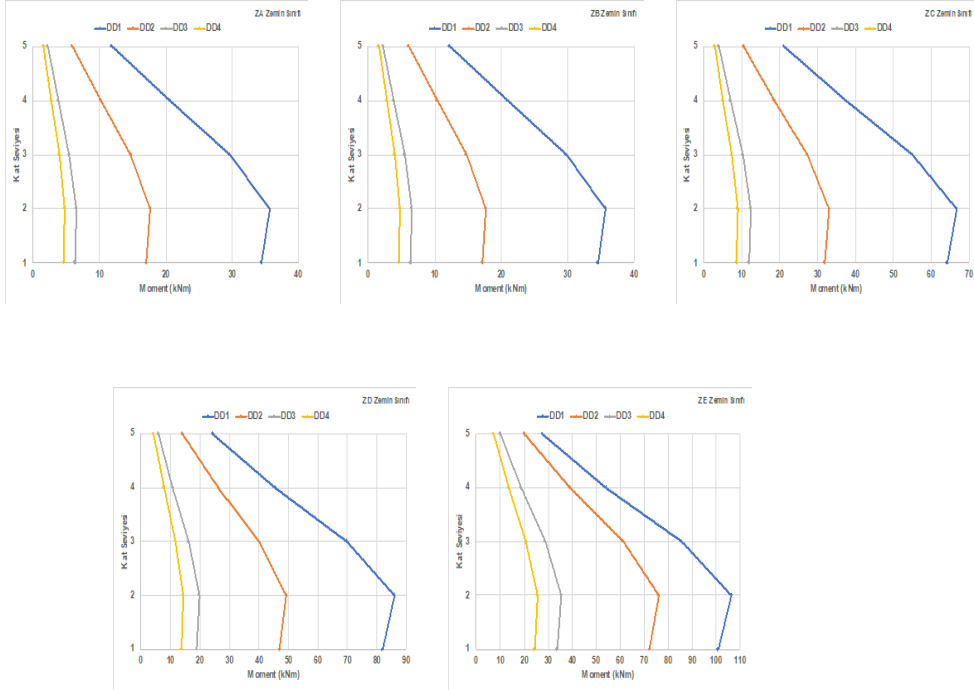 ZA Zemin Sınıfı
DD1 DD2 DD3 DD4
5
4
3
2
1
Kat Seviyesi
0 10 20 30 40
Moment (kNm)
ZB Zemin Sınıfı
DD1 DD2 DD3 DD4
5
4
3
2
1
Kat Seviyesi
0 10 20 30 40
Moment (kNm)
ZC Zemin Sınıfı
DD1 DD2 DD3 DD4
5
4
3
2
1
Kat Seviyesi
0 10 20 30 40 50 60 70
Moment (kNm)
ZD Zemin Sınıfı
DD1 DD2 DD3 DD4
5
4
3
2
1
Kat Seviyesi
0 10 20 30 40 50 60 70 80 90
Moment (kNm)
ZE Zemin Sınıfı
DD1 DD2 DD3 DD4
5
4
3
2
1
Kat Seviyesi
0 10 20 30 40 50 60 70 80 90 100 110
Moment (kNm)